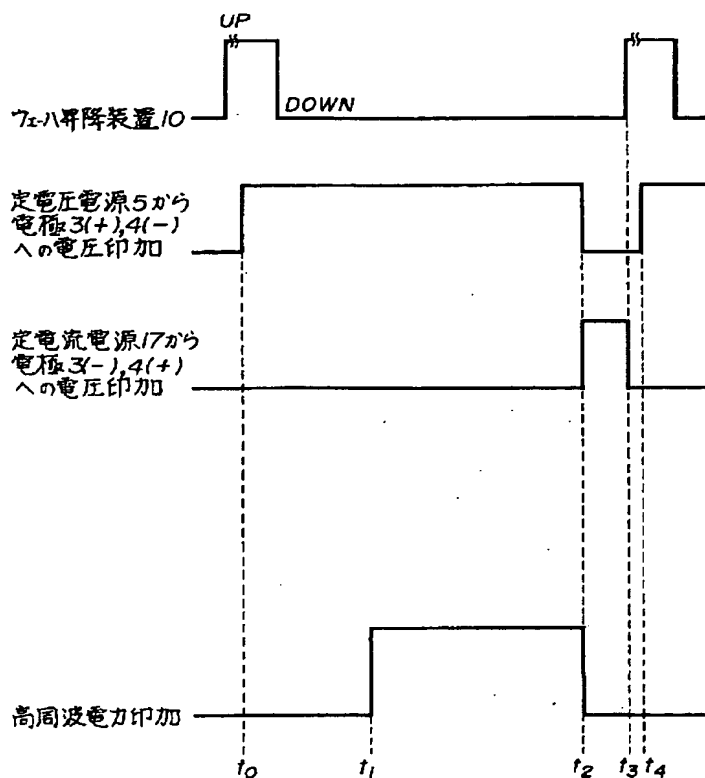 UP
DOWN
ウェーハ昇降装置10
定電圧電源5から
電極3(+),4(-)
への電圧印加
定電流電源17から
電極3(-),4(+)
への電圧印加
高周波電力印加
t0 t1 t2 t3 t4